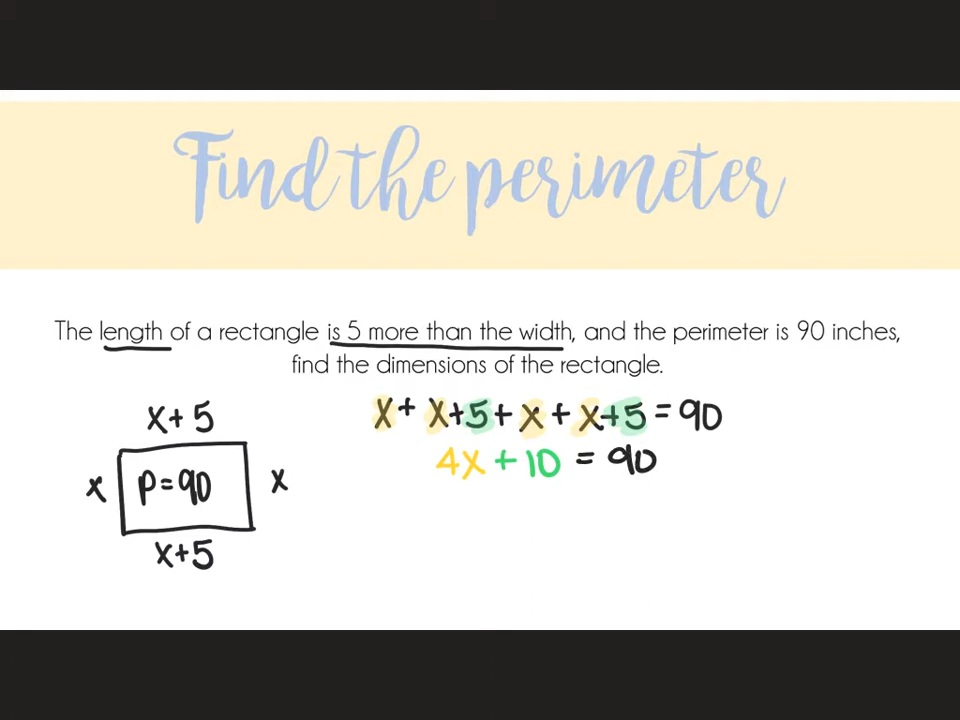 Find the perimeter
The length of a rectangle is 5 more than the width, and the perimeter is 90 inches,
find the dimensions of the rectangle.
x + x+5 + x + x+5 = 90
4x + 10 = 90
x+5
x P=90 x
x+5